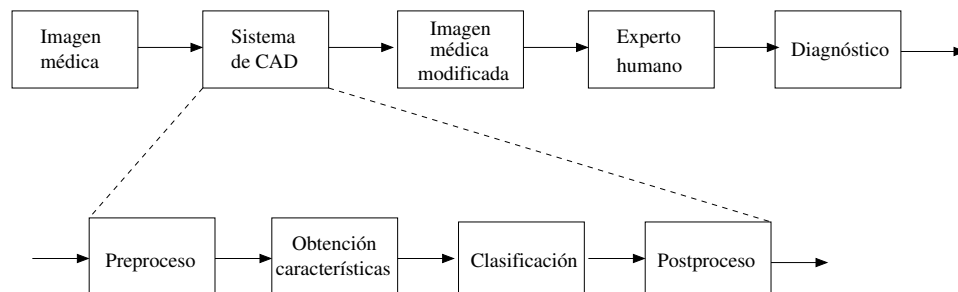 Imagen
médica
Sistema
de CAD
Imagen
médica
modificada
Experto
humano
Diagnóstico
Preproceso
Obtención
características
Clasificación
Postproceso